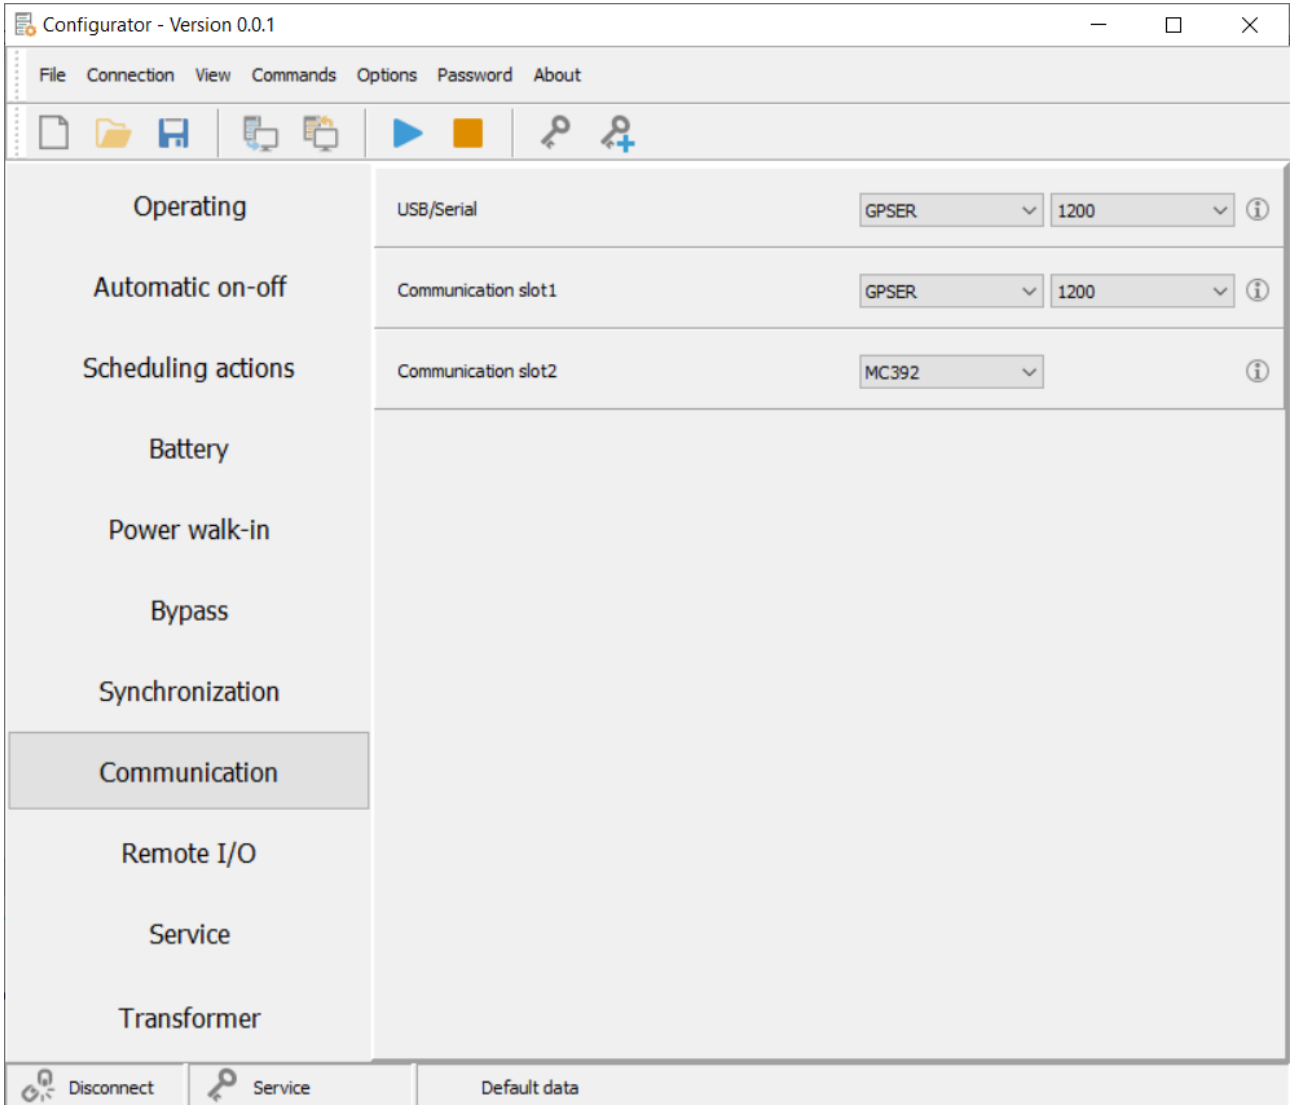 Configurator - Version 0.0.1
File Connection View Commands Options Password About
Operating
USB/Serial GPSER 1200
Automatic on-off
Communication slot1 GPSER 1200
Scheduling actions
Communication slot2 MC392
Battery
Power walk-in
Bypass
Synchronization
Communication
Remote I/O
Service
Transformer
Disconnect Service Default data